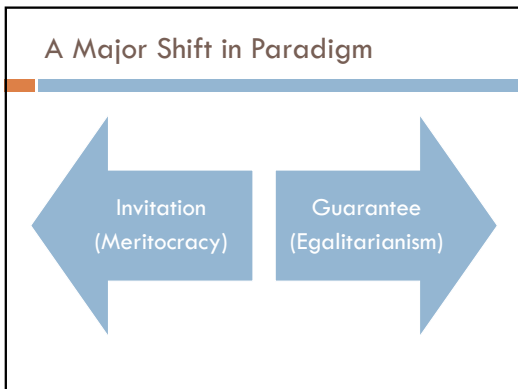 A Major Shift in Paradigm
Invitation
(Meritocracy)
Guarantee
(Egalitarianism)